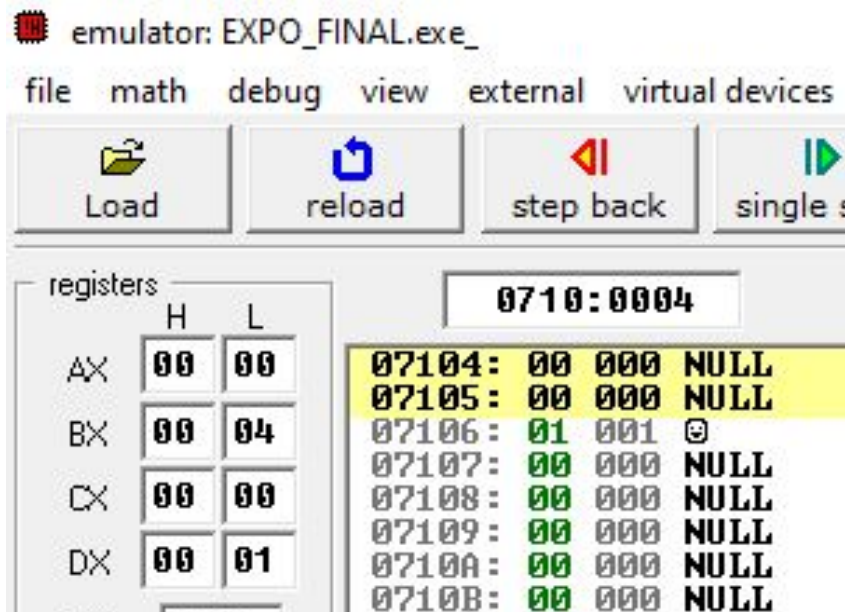 emulator: EXPO_FINAL.exe_
file math debug view external virtual devices
Load reload step back single s
registers
H L
0710:0004
AX 00 00
BX 00 04
CX 00 00
DX 00 01
07104: 00 000 NULL
07105: 00 000 NULL
07106: 01 001 ☺
07107: 00 000 NULL
07108: 00 000 NULL
07109: 00 000 NULL
0710A: 00 000 NULL
0710B: 00 000 NULL